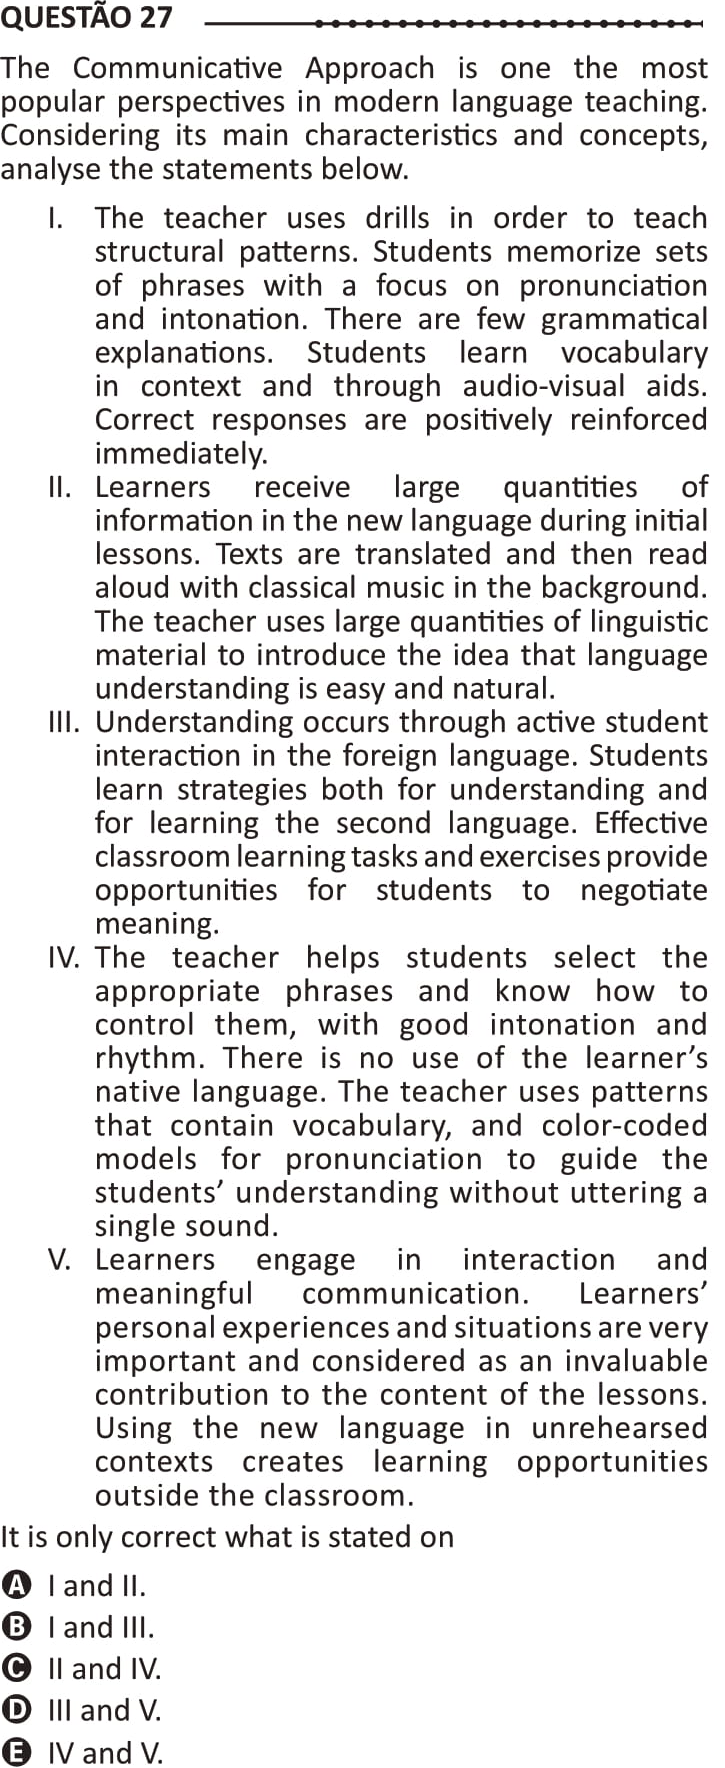 QUESTÃO 27
The Communicative Approach is one the most
popular perspectives in modern language teaching.
Considering its main characteristics and concepts,
analyse the statements below.
I. The teacher uses drills in order to teach
structural patterns. Students memorize sets
of phrases with a focus on pronunciation
and intonation. There are few grammatical
explanations. Students learn vocabulary
in context and through audio-visual aids.
Correct responses are positively reinforced
immediately.
II. Learners receive large quantities of
information in the new language during initial
lessons. Texts are translated and then read
aloud with classical music in the background.
The teacher uses large quantities of linguistic
material to introduce the idea that language
understanding is easy and natural.
III. Understanding occurs through active student
interaction in the foreign language. Students
learn strategies both for understanding and
for learning the second language. Effective
classroom learning tasks and exercises provide
opportunities for students to negotiate
meaning.
IV. The teacher helps students select the
appropriate phrases and know how to
control them, with good intonation and
rhythm. There is no use of the learner’s
native language. The teacher uses patterns
that contain vocabulary, and color-coded
models for pronunciation to guide the
students’ understanding without uttering a
single sound.
V. Learners engage in interaction and
meaningful communication. Learners’
personal experiences and situations are very
important and considered as an invaluable
contribution to the content of the lessons.
Using the new language in unrehearsed
contexts creates learning opportunities
outside the classroom.
It is only correct what is stated on
A I and II.
B I and III.
C II and IV.
D III and V.
E IV and V.